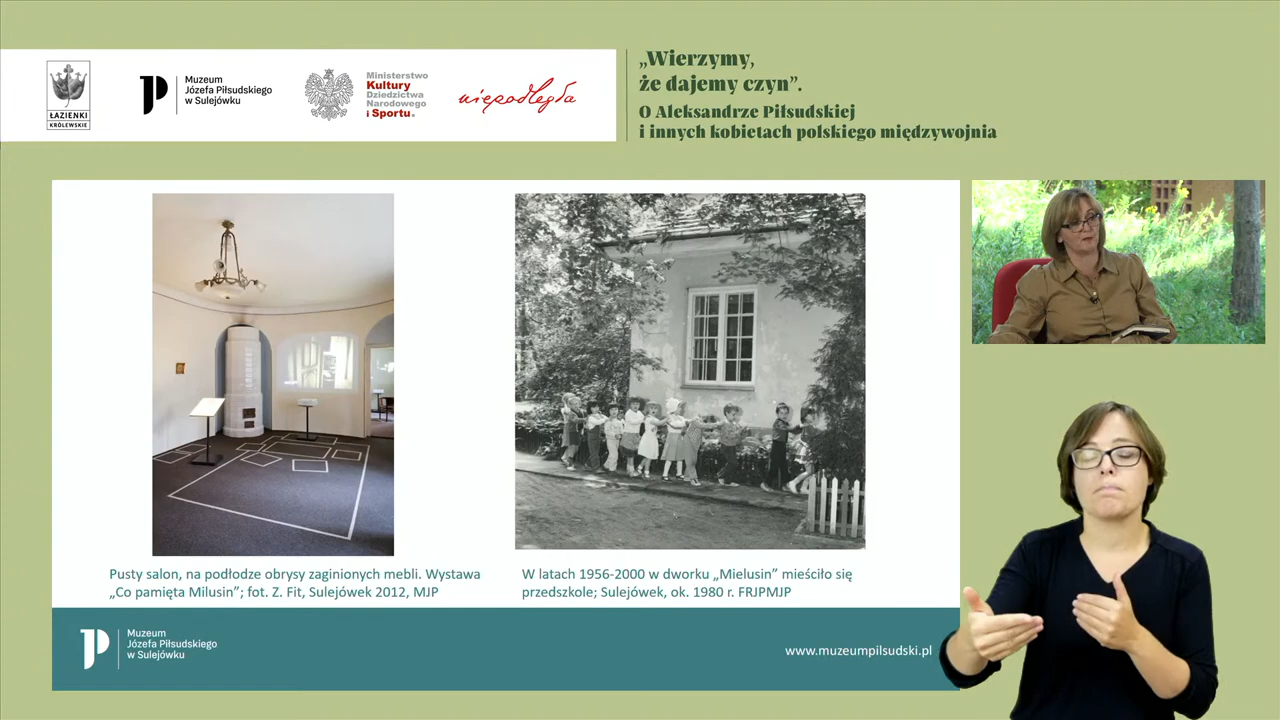 ŁAZIENKI
KRÓLEWSKIE
Muzeum
Józefa Piłsudskiego
w Sulejówku
Ministerstwo
Kultury
Dziedzictwa
Narodowego
i Sportu.
niepodległa
„Wierzymy,
że dajemy czyn”.
O Aleksandrze Piłsudskiej
i innych kobietach polskiego międzywojnia
Pusty salon, na podłodze obrysy zaginionych mebli. Wystawa
„Co pamięta Milusin”; fot. Z. Fit, Sulejówek 2012, MJP
W latach 1956-2000 w dworku „Mielusin” mieściło się
przedszkole; Sulejówek, ok. 1980 r. FRJPMJP
Muzeum
Józefa Piłsudskiego
w Sulejówku
www.muzeumpilsudski.pl